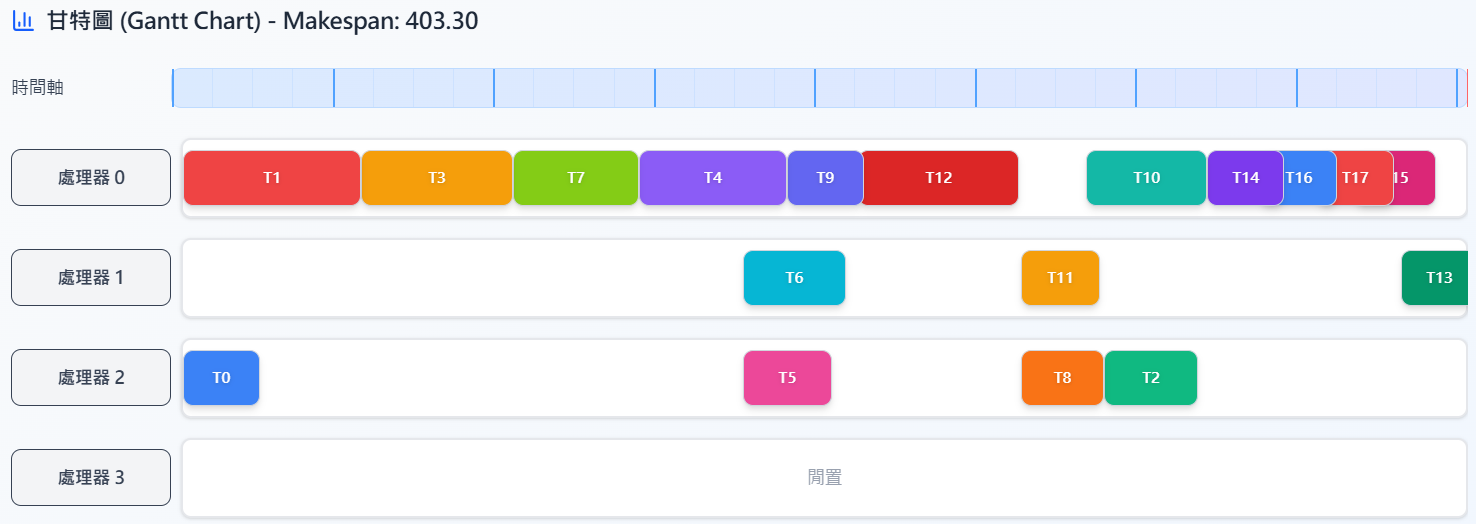 甘特圖 (Gantt Chart) - Makespan: 403.30
時間軸
處理器 0
T1 T3 T7 T4 T9 T12 T10 T14 T16 T17 15
處理器 1
T6 T11 T13
處理器 2
T0 T5 T8 T2
處理器 3
閒置